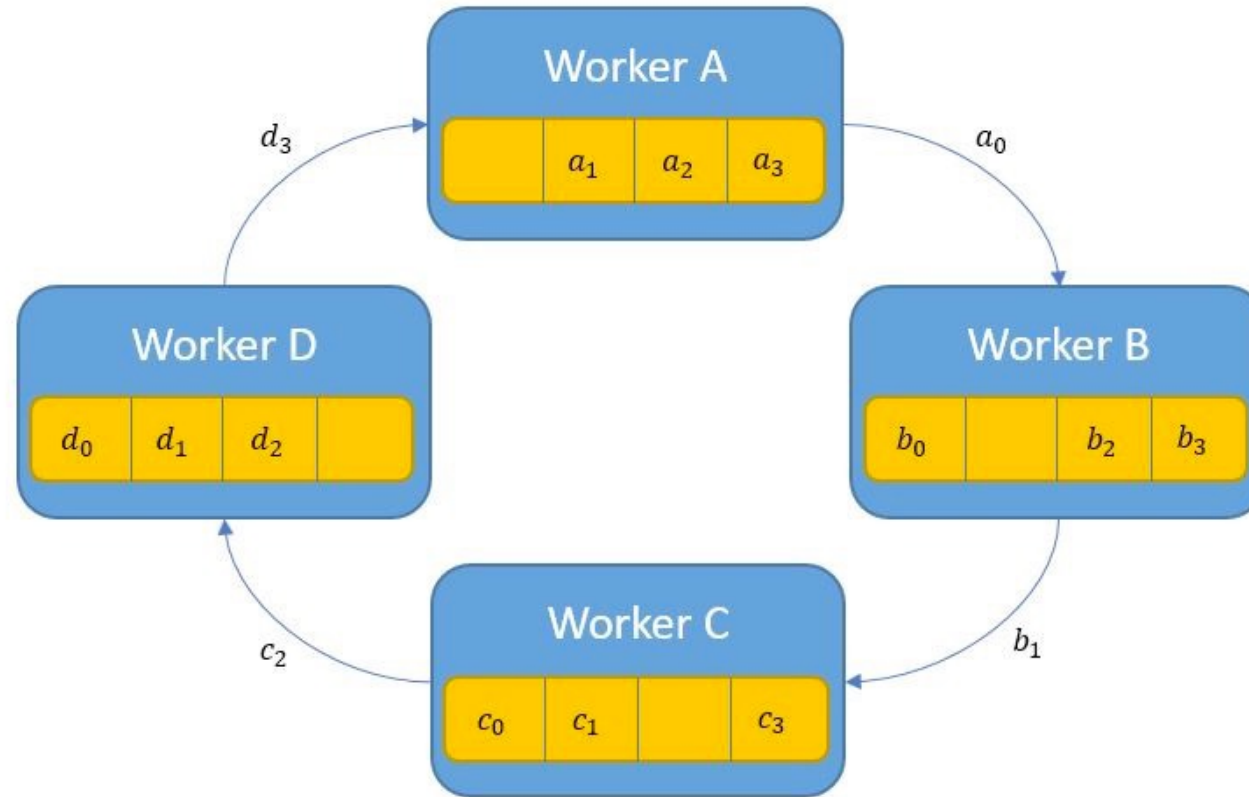 Worker A
a₁ a₂ a₃
d₃
a₀
Worker D
d₀ d₁ d₂
Worker B
b₀ b₂ b₃
Worker C
c₀ c₁ c₃
c₂
b₁